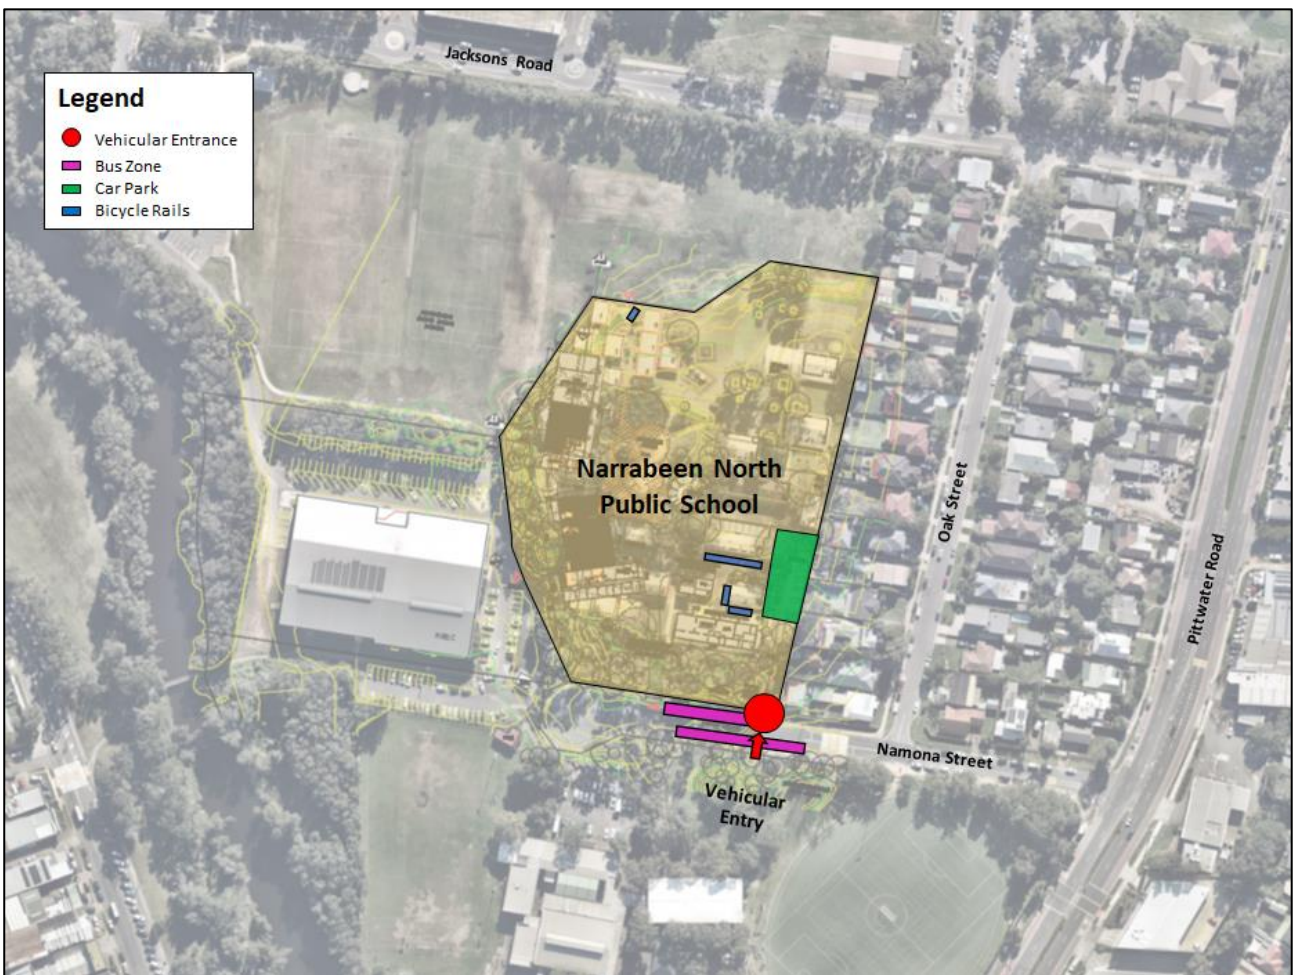 Jacksons Road
Legend
Vehicular Entrance
Bus Zone
Car Park
Bicycle Rails
Narrabeen North
Public School
Oak Street
Pittwater Road
Namona Street
Vehicular
Entry